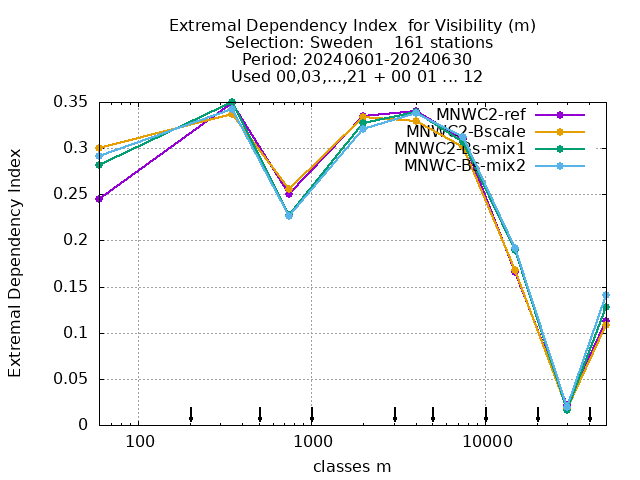 Extremal Dependency Index  for Visibility (m)
Selection: Sweden    161 stations
Period: 20240601-20240630
Used 00,03,...,21 + 00 01 ... 12
MNWC2-ref
MNWC2-Bscale
MNWC2-Bs-mix1
MNWC-Bs-mix2
0.35
0.3
0.25
0.2
0.15
0.1
0.05
0
Extremal Dependency Index
100
1000
10000
classes m